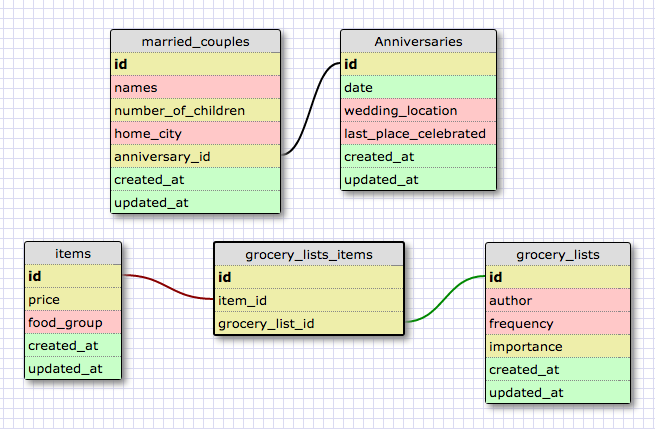 married_couples
id
names
number_of_children
home_city
anniversary_id
created_at
updated_at
Anniversaries
id
date
wedding_location
last_place_celebrated
created_at
updated_at
items
id
price
food_group
created_at
updated_at
grocery_lists_items
id
item_id
grocery_list_id
grocery_lists
id
author
frequency
importance
created_at
updated_at